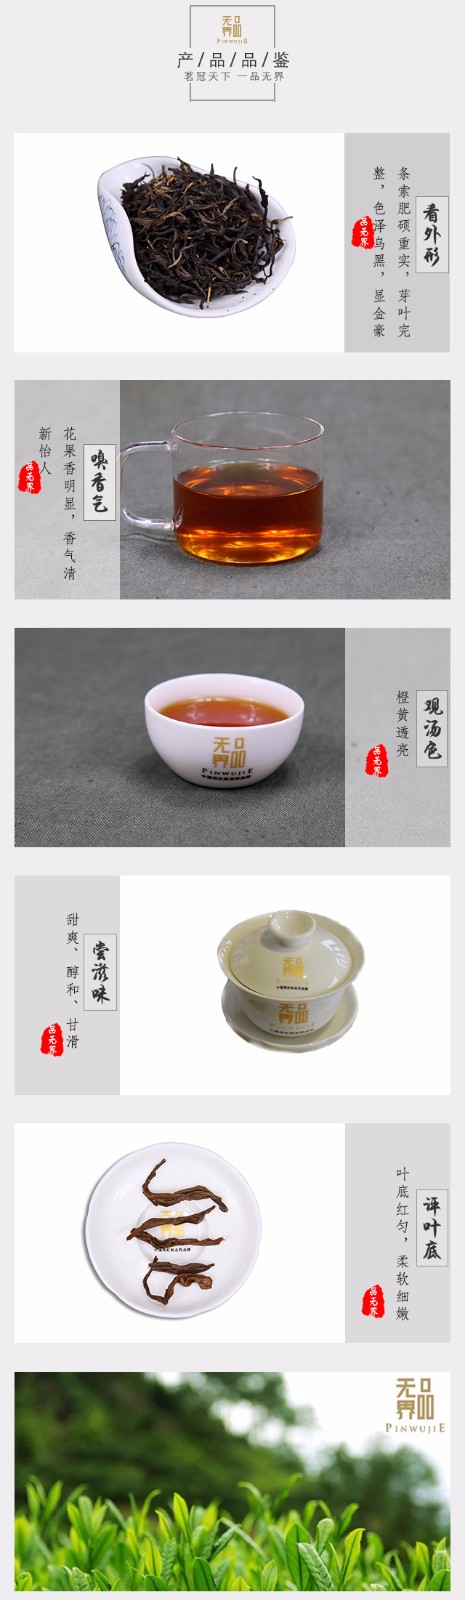 品无界
PINWUJIE
产/品/品/鉴
茗冠天下 一品无界
看外形
条索肥硕重实，芽叶完
整，色泽乌黑，显金豪
品无界
嗅香气
花果香明显，香气清
新怡人
品无界
品无界
PINWUJIE
观汤色
橙黄透亮
品无界
尝滋味
甜爽、醇和、甘滑
品无界
品无界
品无界
品无界
评叶底
叶底红匀，柔软细嫩
品无界
品无界
PINWUJIE